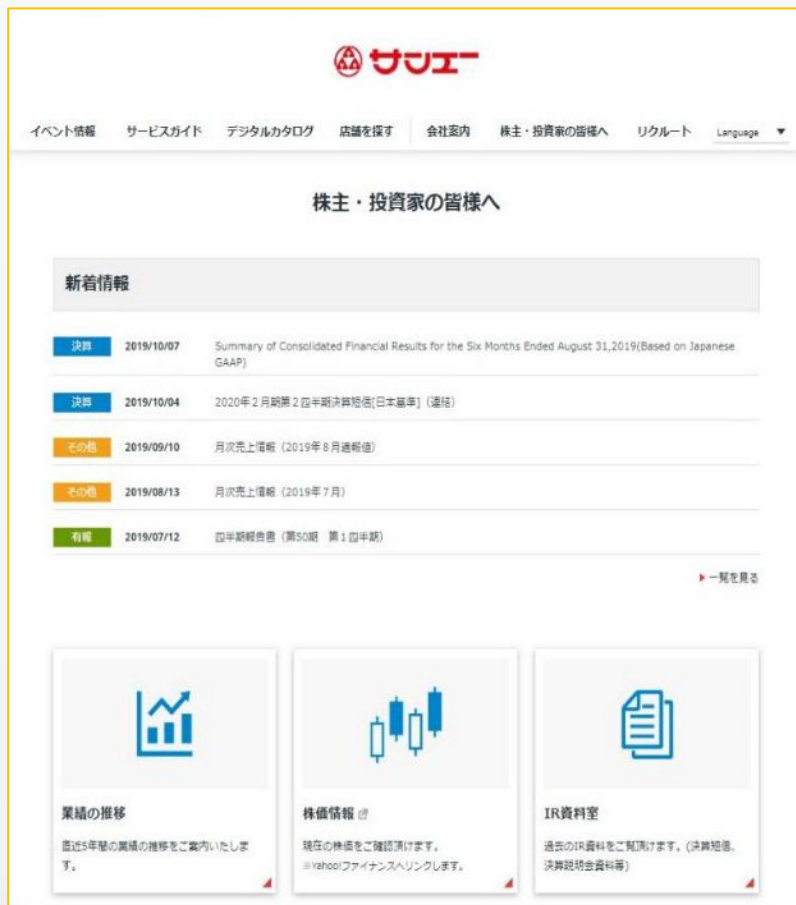 サンエー
イベント情報 サービスガイド デジタルカタログ 店舗を探す 会社案内 株主・投資家の皆様へ リクルート Language ▼
株主・投資家の皆様へ
新着情報
決算 2019/10/07 Summary of Consolidated Financial Results for the Six Months Ended August 31,2019(Based on Japanese
GAAP)
決算 2019/10/04 2020年2月期第2四半期決算短信[日本基準]（連結）
その他 2019/09/10 月次売上情報（2019年8月速報値）
その他 2019/08/13 月次売上情報（2019年7月）
有報 2019/07/12 四半期報告書（第50期 第1四半期）
一覧を見る
業績の推移
直近5年間の業績の推移をご案内いたしま
す。
株価情報
現在の株価をご確認頂けます。
※Yahoo!ファイナンスへリンクします。
IR資料室
過去のIR資料をご覧頂けます。(決算短信、
決算説明会資料等)